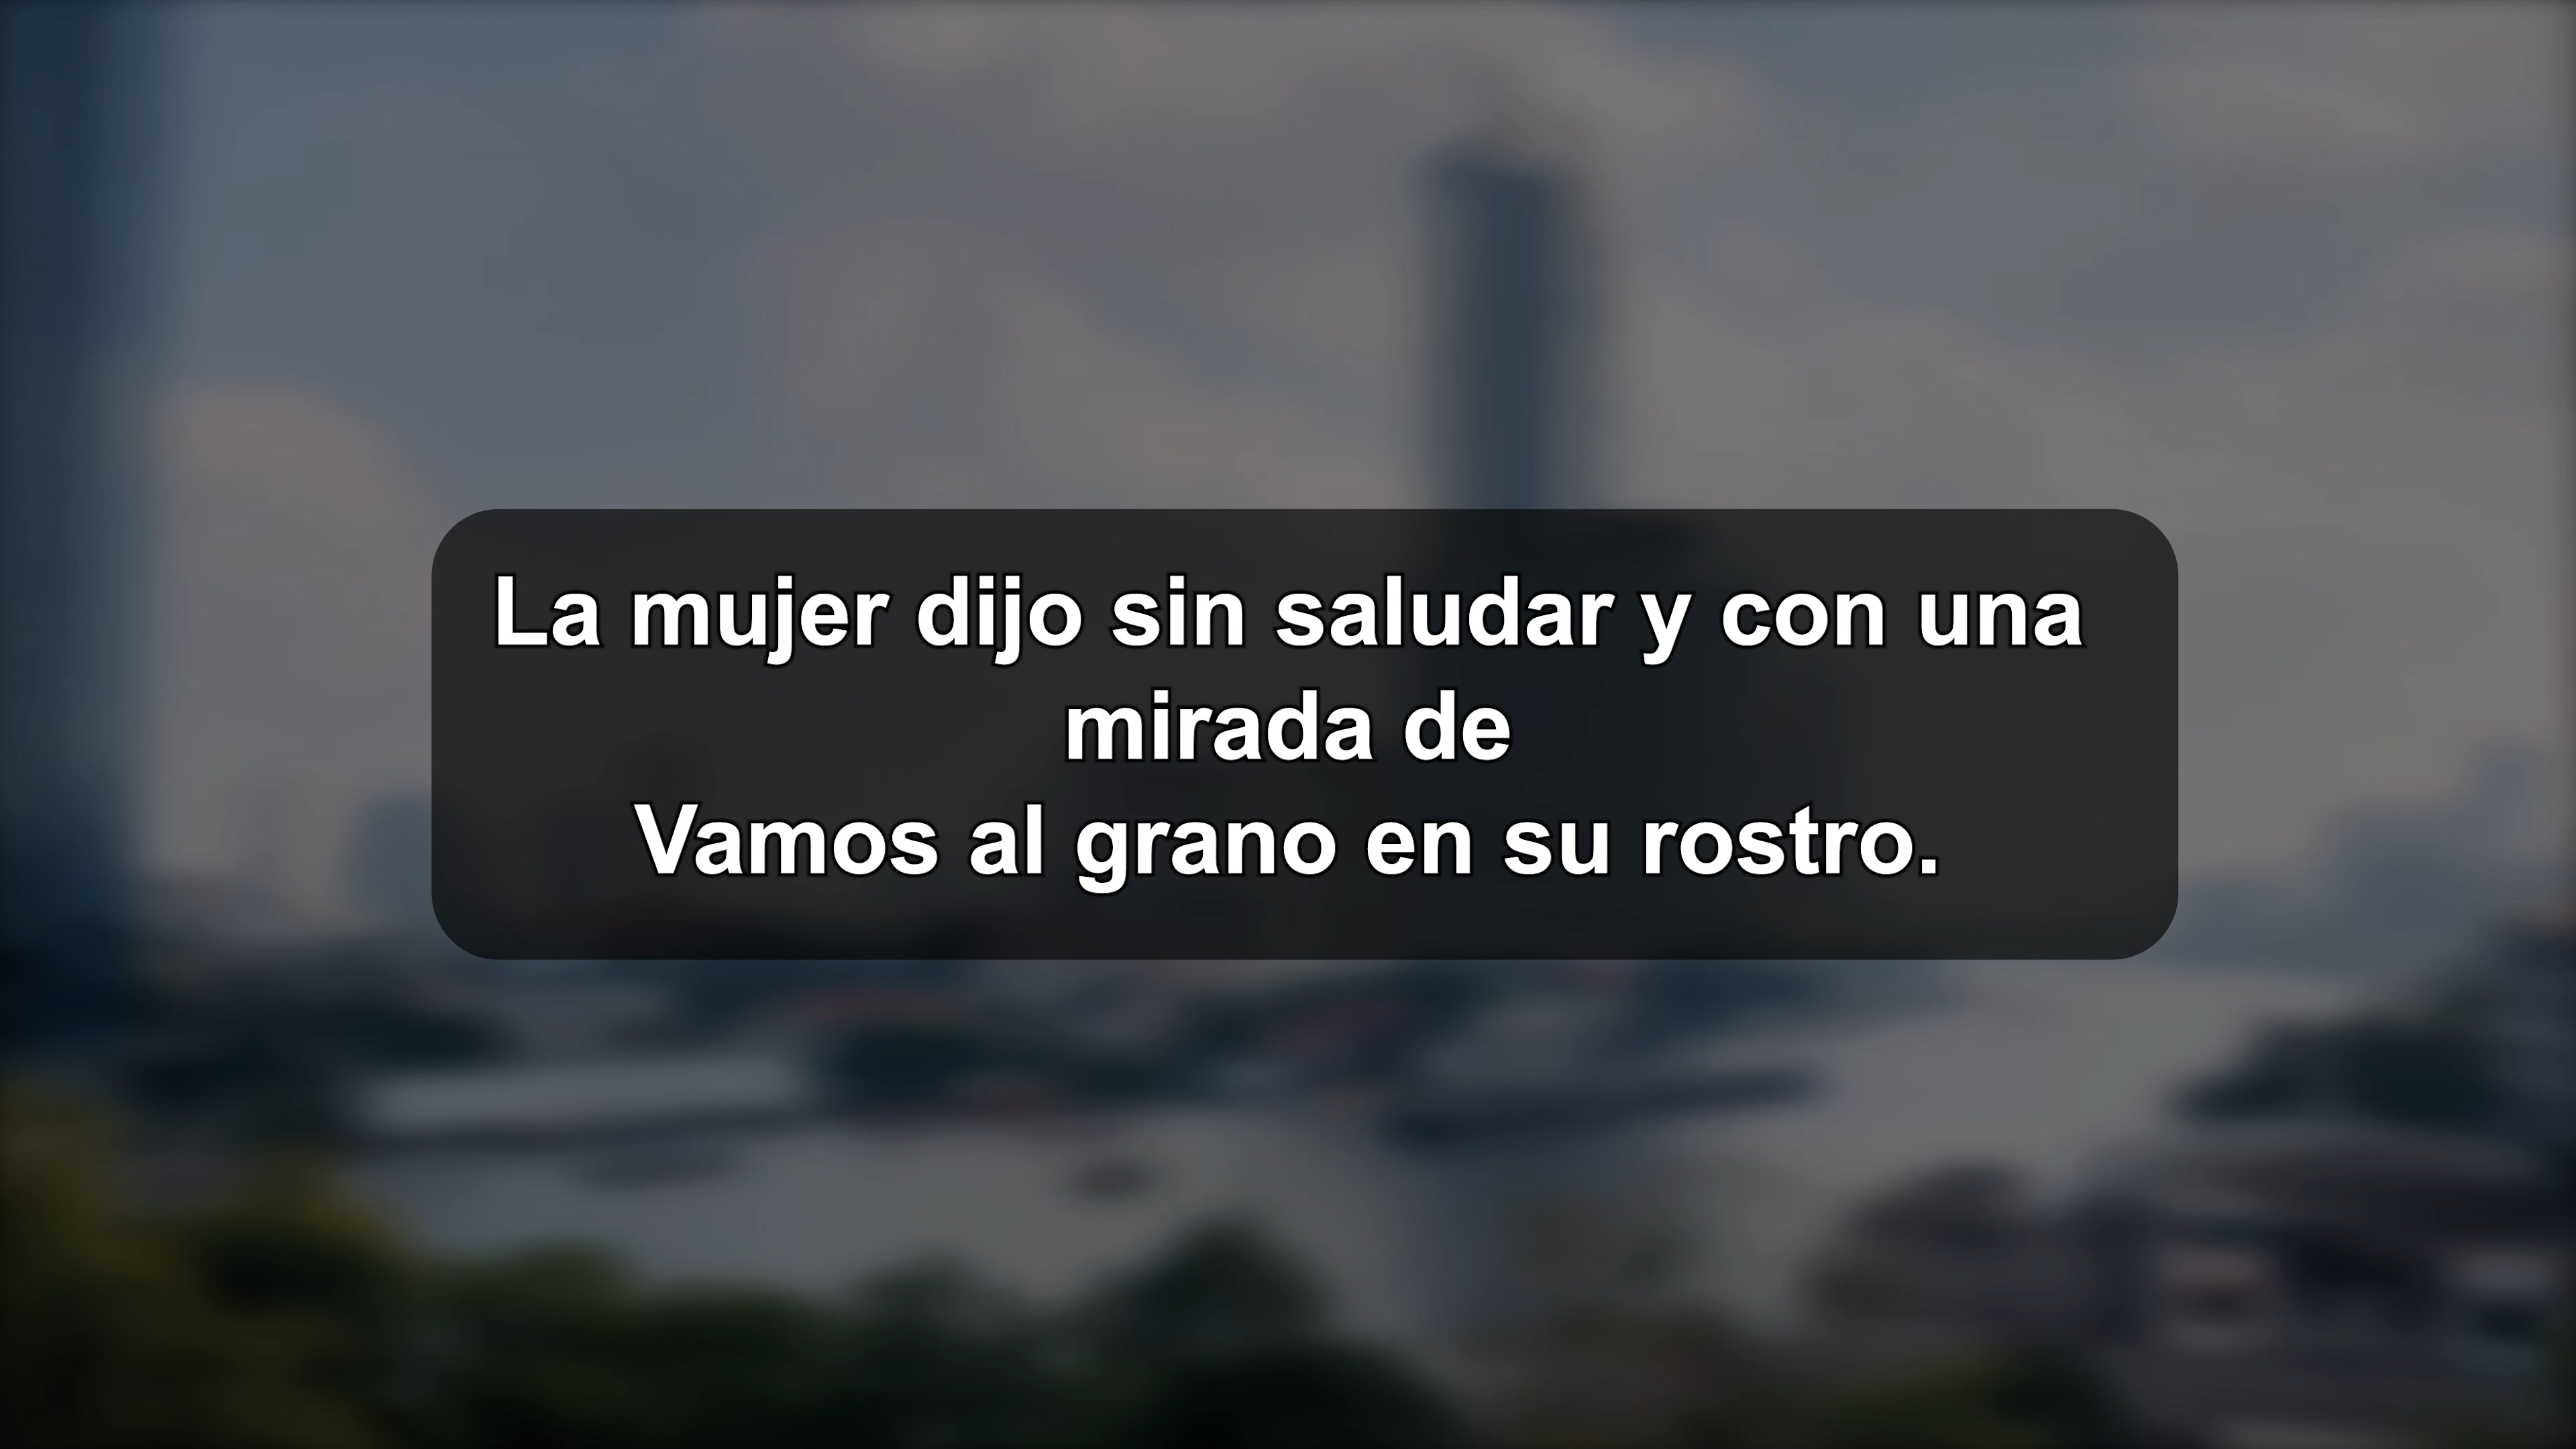 La mujer dijo sin saludar y con una
mirada de
Vamos al grano en su rostro.